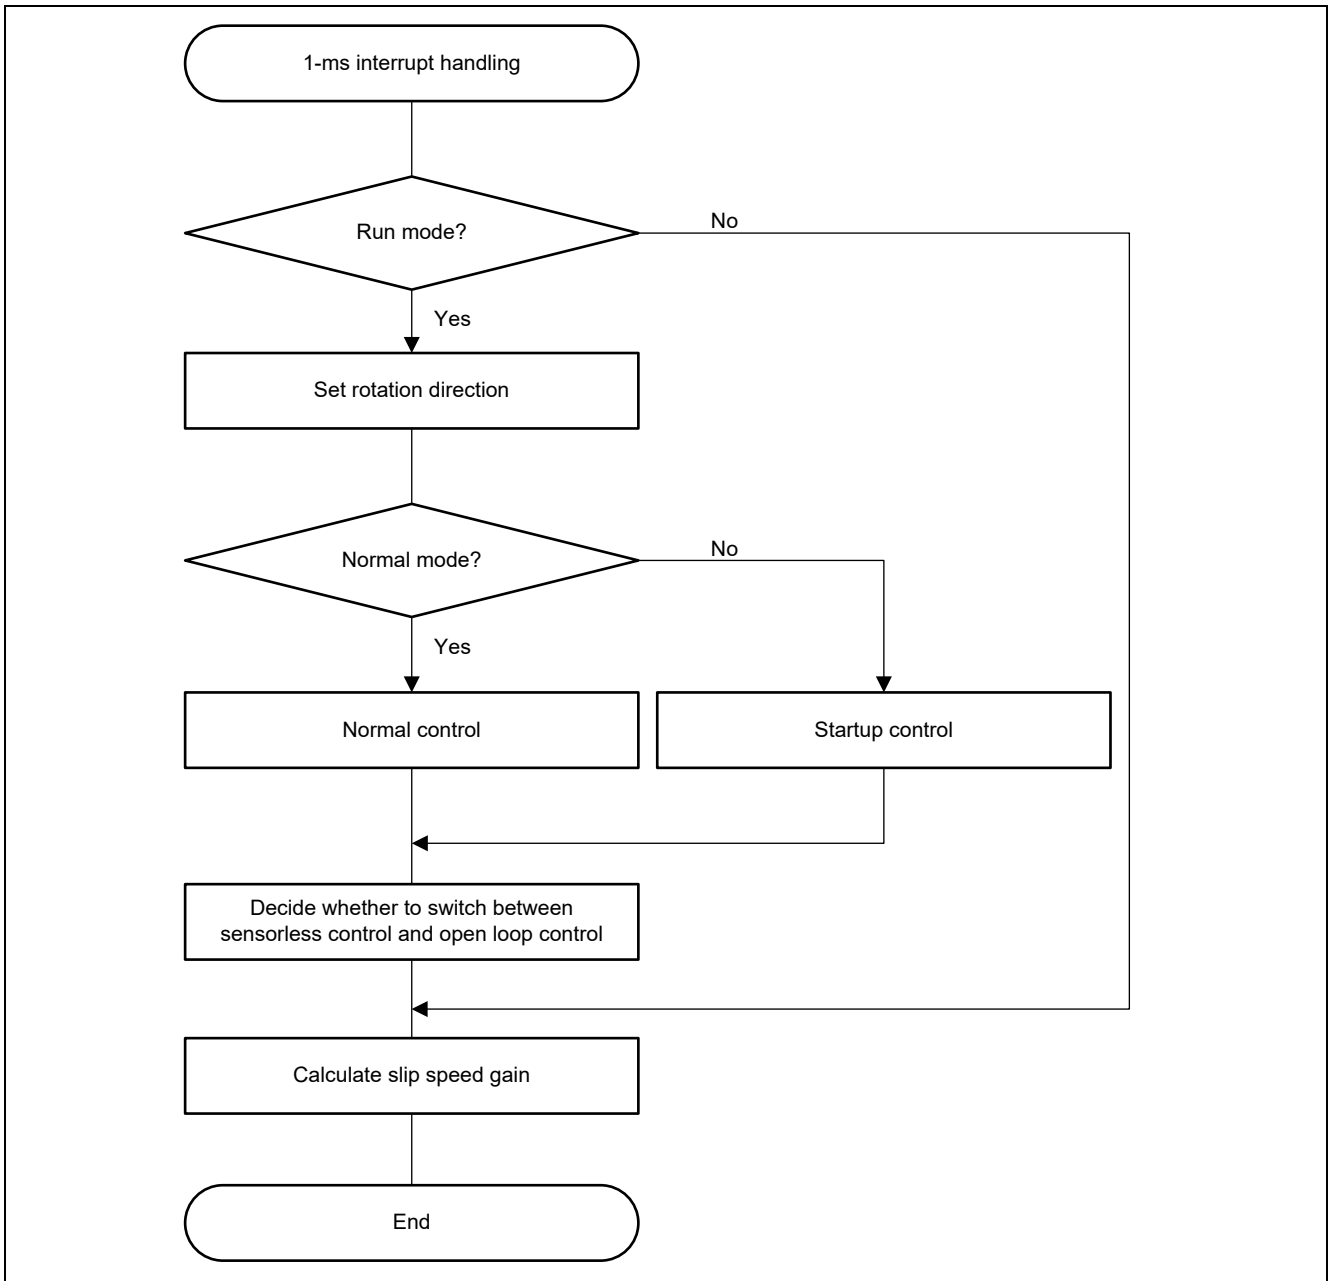 1-ms interrupt handling
Run mode?
No
Yes
Set rotation direction
Normal mode?
No
Yes
Normal control
Startup control
Decide whether to switch between
sensorless control and open loop control
Calculate slip speed gain
End